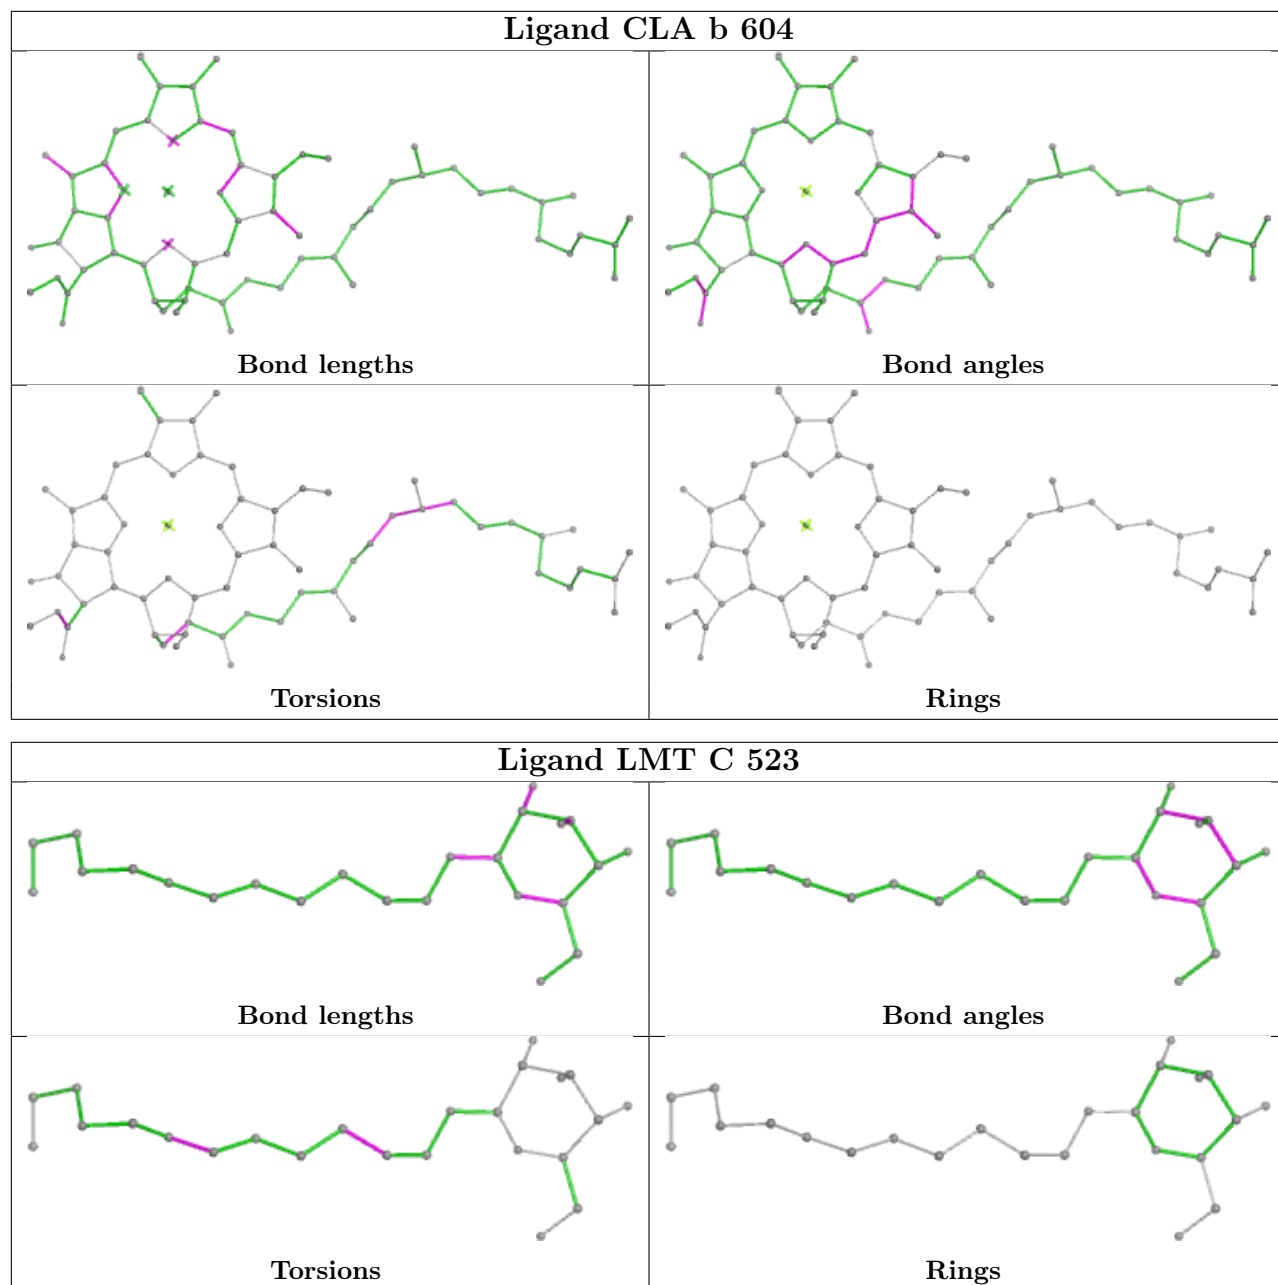 Ligand CLA b 604
Bond lengths
Bond angles
Torsions
Rings
Ligand LMT C 523
Bond lengths
Bond angles
Torsions
Rings